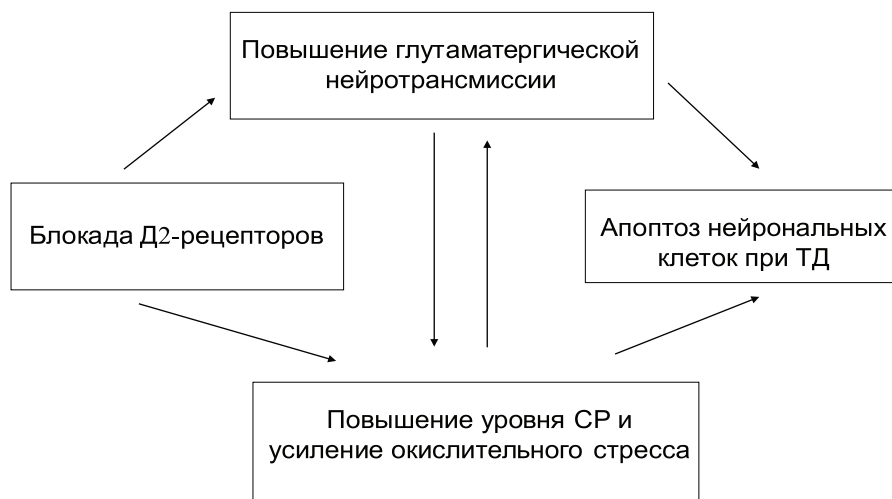 Повышение глутаматергической
нейротрансмиссии
Блокада Д2-рецепторов
Апоптоз нейрональных
клеток при ТД
Повышение уровня СР и
усиление окислительного стресса